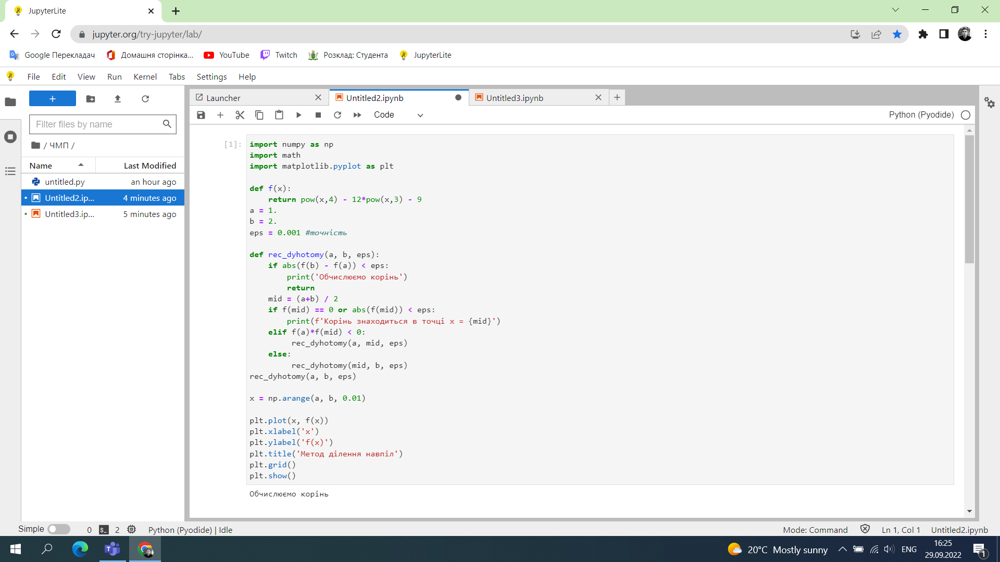 JupyterLite
jupyter.org/try-jupyter/lab/
Google Перекладач
Домашня сторінка...
YouTube
Twitch
Розклад: Студента
JupyterLite
File Edit View Run Kernel Tabs Settings Help
Launcher
Untitled2.ipynb
Untitled3.ipynb
Code
Python (Pyodide)
Filter files by name
/ ЧМП /
Name Last Modified
untitled.py an hour ago
Untitled2.ip... 4 minutes ago
Untitled3.ip... 5 minutes ago
[1]:
import numpy as np
import math
import matplotlib.pyplot as plt
def f(x):
    return pow(x,4) - 12*pow(x,3) - 9
a = 1.
b = 2.
eps = 0.001 #точність
def rec_dyhotomy(a, b, eps):
    if abs(f(b) - f(a)) < eps:
        print('Обчислюємо корінь')
        return
    mid = (a+b) / 2
    if f(mid) == 0 or abs(f(mid)) < eps:
        print(f'Корінь знаходиться в точці x = {mid}')
    elif f(a)*f(mid) < 0:
         rec_dyhotomy(a, mid, eps)
    else:
         rec_dyhotomy(mid, b, eps)
rec_dyhotomy(a, b, eps)
x = np.arange(a, b, 0.01)
plt.plot(x, f(x))
plt.xlabel('x')
plt.ylabel('f(x)')
plt.title('Метод ділення навпіл')
plt.grid()
plt.show()
Обчислюємо корінь
Simple 0 $_ 2 Python (Pyodide) | Idle
Mode: Command Ln 1, Col 1 Untitled2.ipynb
20°C Mostly sunny
ENG
16:25
29.09.2022
1